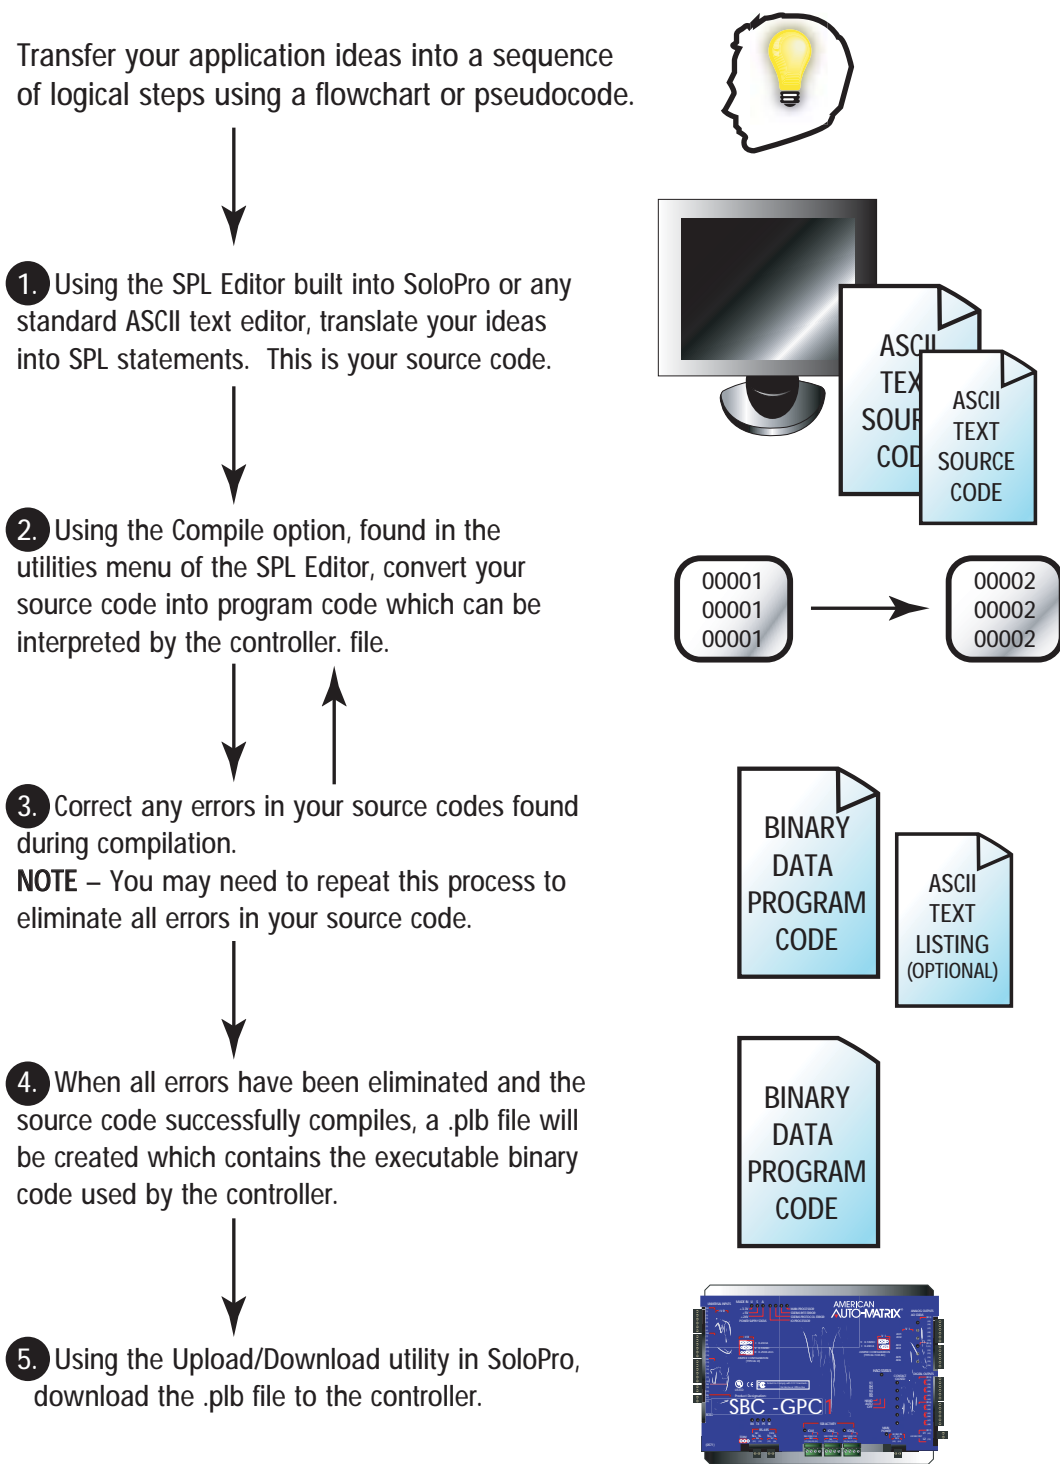 Transfer your application ideas into a sequence
of logical steps using a flowchart or pseudocode.
1. Using the SPL Editor built into SoloPro or any
standard ASCII text editor, translate your ideas
into SPL statements. This is your source code.
ASCII
TEX
SOUR
COD
ASCII
TEXT
SOURCE
CODE
2. Using the Compile option, found in the
utilities menu of the SPL Editor, convert your
source code into program code which can be
interpreted by the controller. file.
00001
00001
00001
00002
00002
00002
3. Correct any errors in your source codes found
during compilation.
NOTE – You may need to repeat this process to
eliminate all errors in your source code.
BINARY
DATA
PROGRAM
CODE
ASCII
TEXT
LISTING
(OPTIONAL)
4. When all errors have been eliminated and the
source code successfully compiles, a .plb file will
be created which contains the executable binary
code used by the controller.
BINARY
DATA
PROGRAM
CODE
5. Using the Upload/Download utility in SoloPro,
download the .plb file to the controller.
AMERICAN
AUTO-MATRIX
SBC -GPC